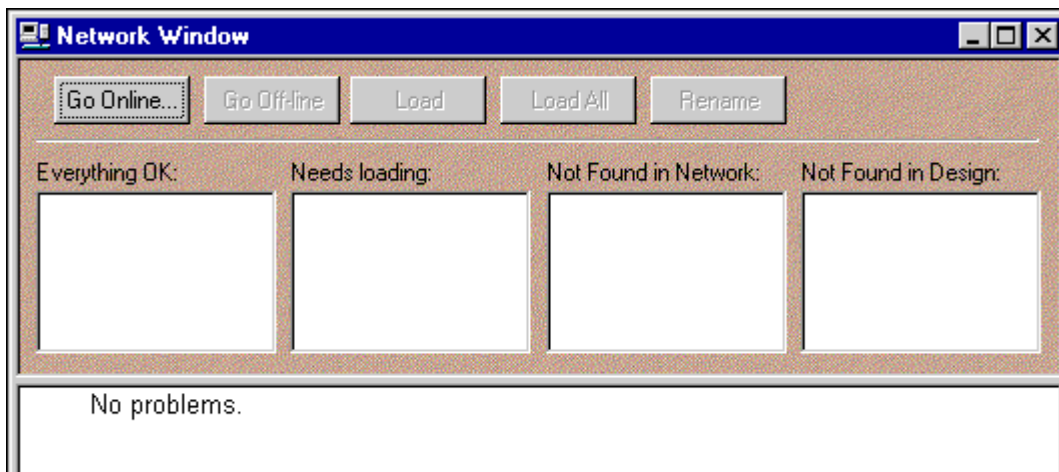 Network Window
Go Online... Go Off-line Load Load All Rename
Everything OK: Needs loading: Not Found in Network: Not Found in Design:
No problems.